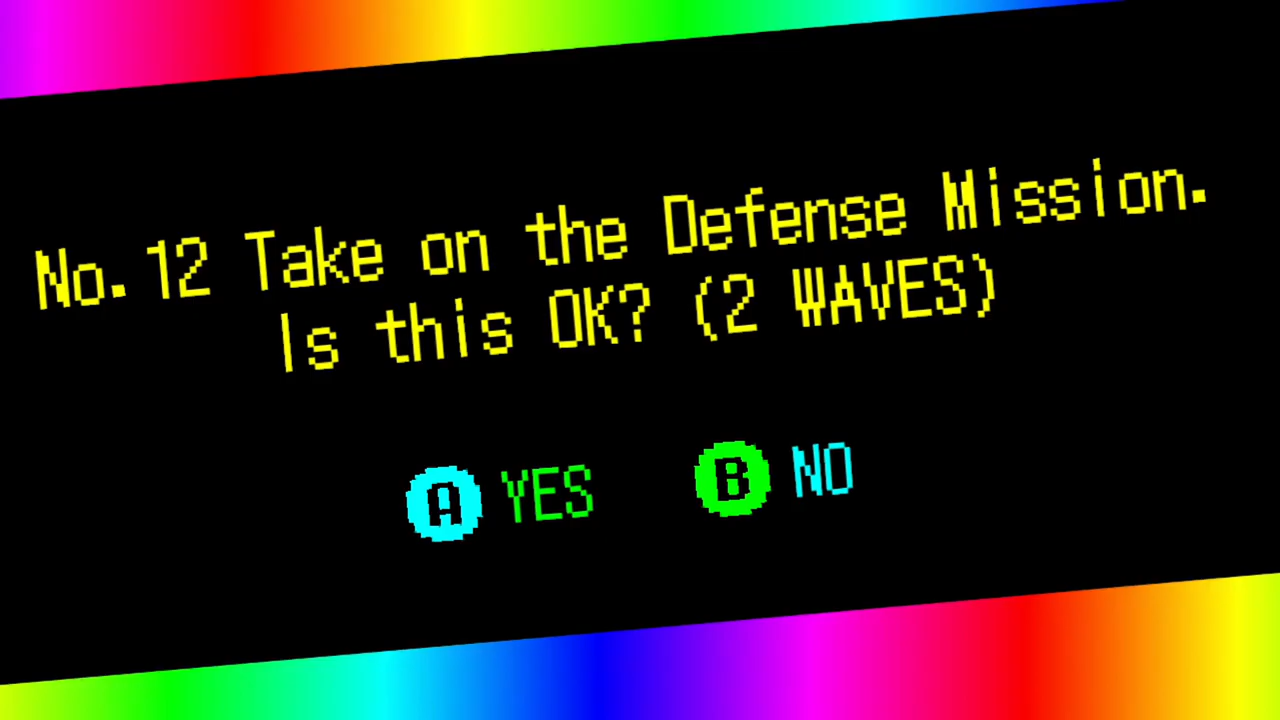 No. 12 Take on the Defense Mission.
Is this OK? (2 WAVES)
A YES B NO